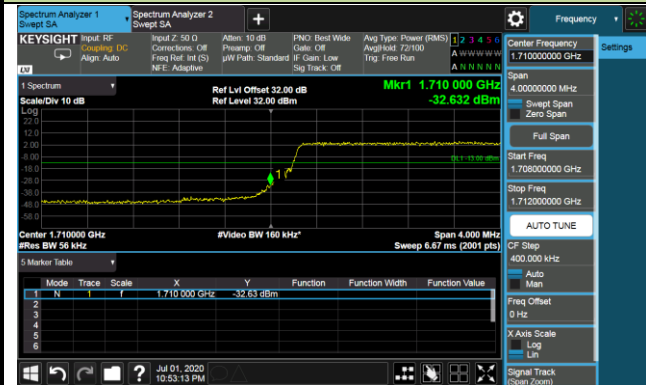 Spectrum Analyzer 1
Swept SA
Spectrum Analyzer 2
Swept SA
+
Frequency
KEYSIGHT
Input: RF
Coupling: DC
Align: Auto
Input Z: 50 Ω
Corrections: Off
Freq Ref: Int (S)
NFE: Adaptive
Atten: 10 dB
Preamp: Off
µW Path: Standard
PNO: Best Wide
Gate: Off
IF Gain: Low
Sig Track: Off
Avg Type: Power (RMS)
Avg|Hold: 72/100
Trig: Free Run
1 2 3 4 5 6
A W W W W W
A N N N N N
LXI
1 Spectrum
Scale/Div 10 dB
Log
Ref Lvl Offset 32.00 dB
Ref Level 32.00 dBm
Mkr1 1.710 000 GHz
-32.632 dBm
22.0
12.0
2.00
-8.00
-18.0
-28.0
-38.0
-48.0
-58.0
DL1 -13.00 dBm
1
Center 1.710000 GHz
#Res BW 56 kHz
#Video BW 160 kHz*
Span 4.000 MHz
Sweep 6.67 ms (2001 pts)
5 Marker Table
Mode Trace Scale X Y Function Function Width Function Value
1 N 1 f 1.710 000 GHz -32.63 dBm
2
3
4
5
6
Jul 01, 2020
10:53:13 PM
?
Center Frequency
1.710000000 GHz
Settings
Span
4.00000000 MHz
Swept Span
Zero Span
Full Span
Start Freq
1.708000000 GHz
Stop Freq
1.712000000 GHz
AUTO TUNE
CF Step
400.000 kHz
Auto
Man
Freq Offset
0 Hz
X Axis Scale
Log
Lin
Signal Track
(Span Zoom)